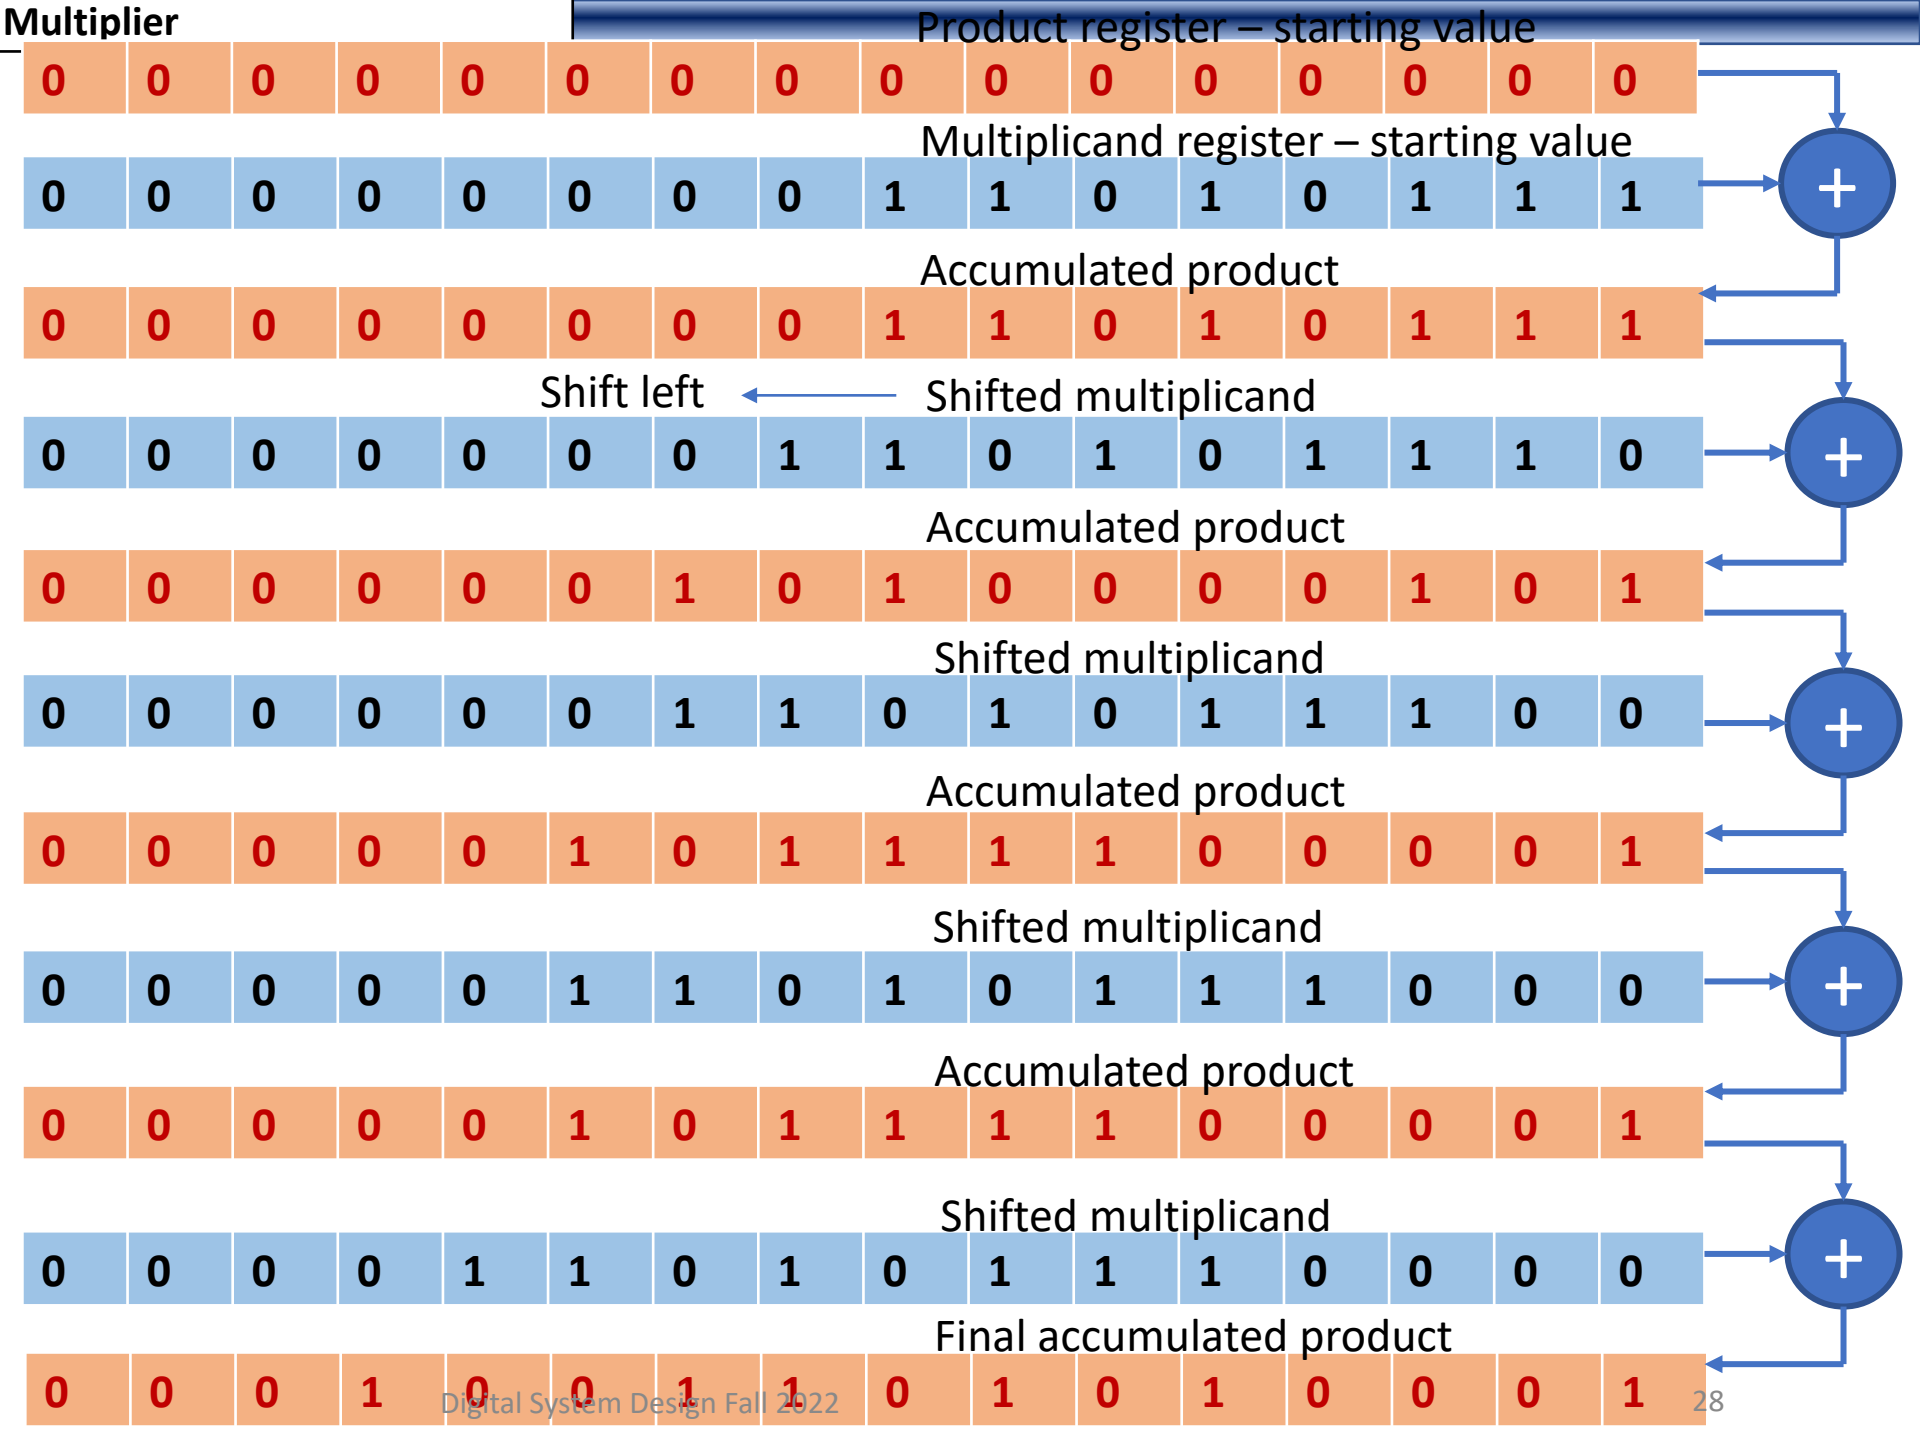 Multiplier
Product register – starting value
0 0 0 0 0 0 0 0 0 0 0 0 0 0 0 0
+
Multiplicand register – starting value
0 0 0 0 0 0 0 0 1 1 0 1 0 1 1 1
Accumulated product
0 0 0 0 0 0 0 0 1 1 0 1 0 1 1 1
Shift left Shifted multiplicand
0 0 0 0 0 0 0 1 1 0 1 0 1 1 1 0
+
Accumulated product
0 0 0 0 0 0 1 0 1 0 0 0 0 1 0 1
Shifted multiplicand
0 0 0 0 0 0 1 1 0 1 0 1 1 1 0 0
+
Accumulated product
0 0 0 0 0 1 0 1 1 1 1 0 0 0 0 1
Shifted multiplicand
0 0 0 0 0 1 1 0 1 0 1 1 1 0 0 0
+
Accumulated product
0 0 0 0 0 1 0 1 1 1 1 0 0 0 0 1
Shifted multiplicand
0 0 0 0 1 1 0 1 0 1 1 1 0 0 0 0
+
Final accumulated product
0 0 0 1 0 0 1 1 0 1 0 1 0 0 0 1
Digital System Design Fall 2022 28